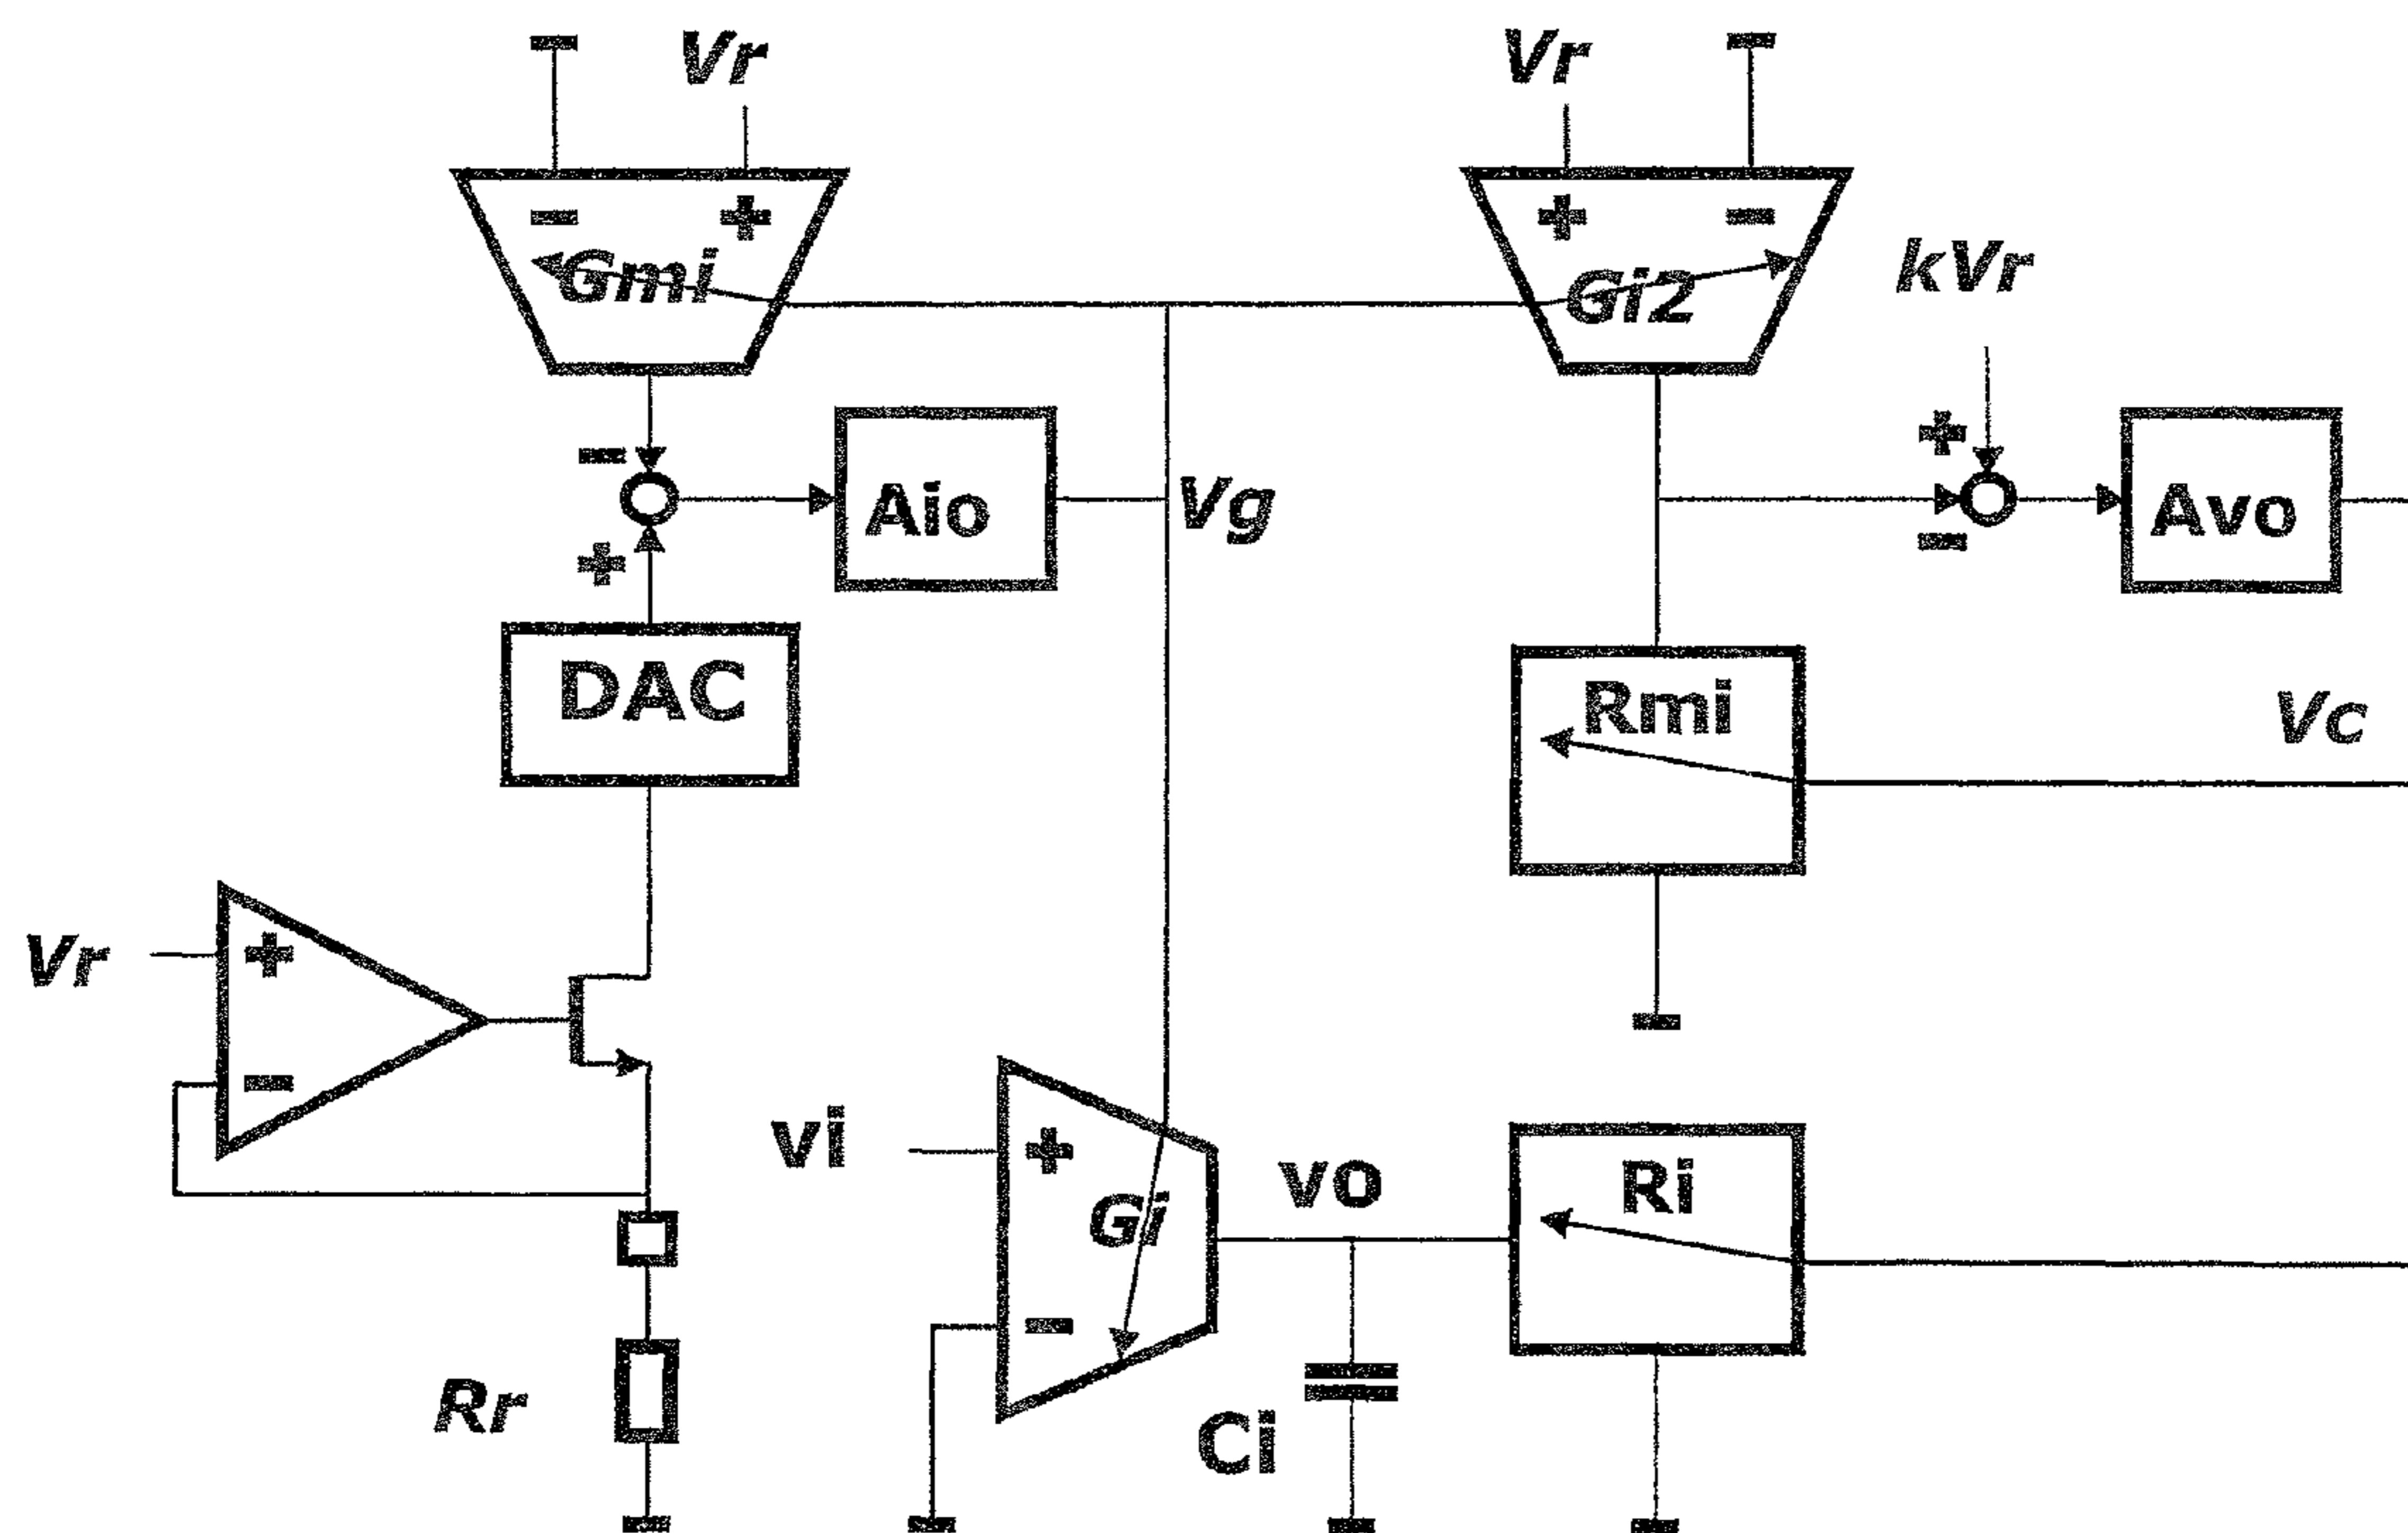 Vr
Vr
− +
+ −
Gmi
Gi2
kVr
−
+
Aio
Vg
Avo
+
−
DAC
Rmi
Vc
Vr
+
−
vi
+
Gi
−
vo
Ri
Rr
Ci